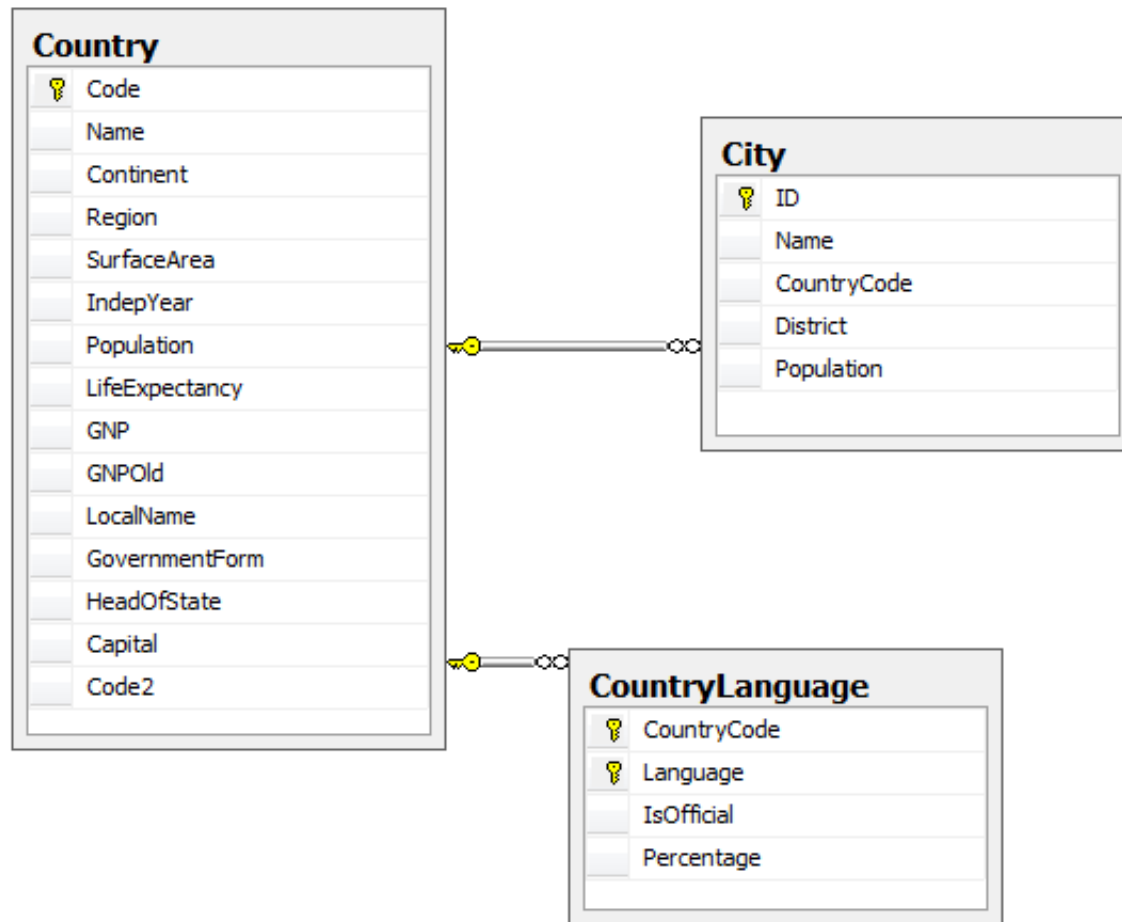 Country
Code
Name
Continent
Region
SurfaceArea
IndepYear
Population
LifeExpectancy
GNP
GNPOld
LocalName
GovernmentForm
HeadOfState
Capital
Code2
City
ID
Name
CountryCode
District
Population
CountryLanguage
CountryCode
Language
IsOfficial
Percentage